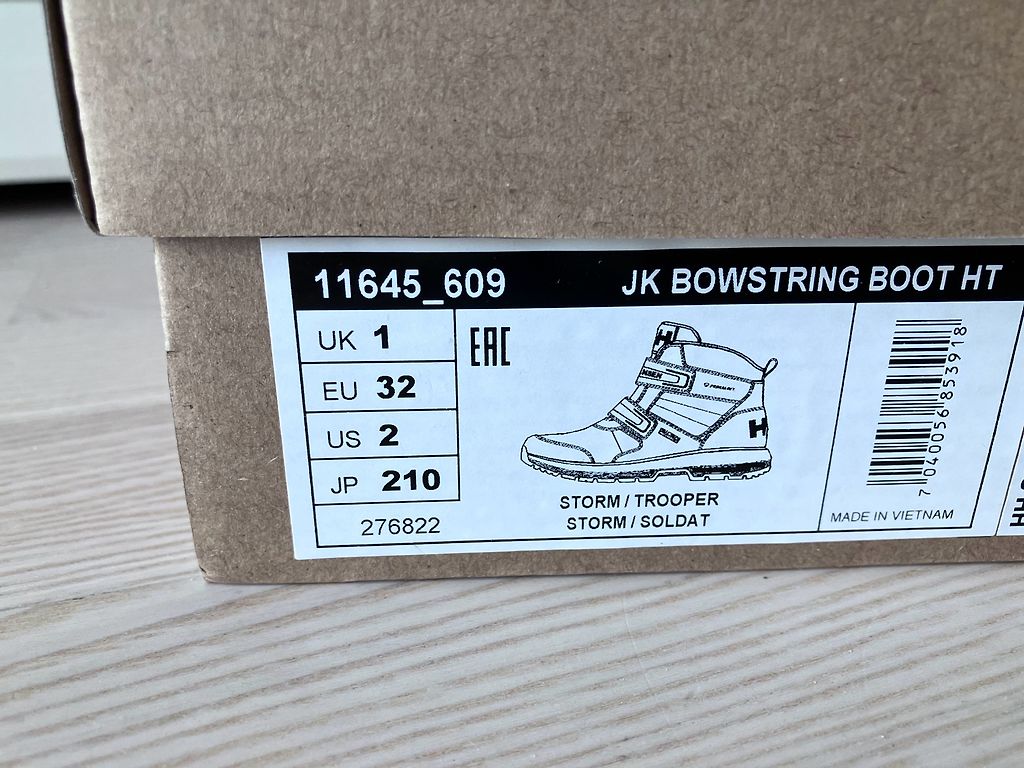 11645_609 JK BOWSTRING BOOT HT
UK 1
EU 32
US 2
JP 210
276822
EAC
H
H
STORM / TROOPER
STORM / SOLDAT
7 040056 853918
MADE IN VIETNAM